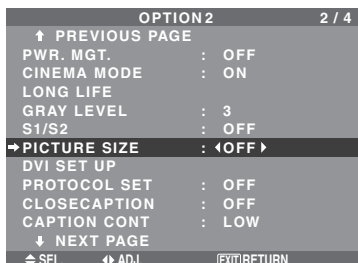 OPTION2 2 / 4
↑ PREVIOUS PAGE
PWR. MGT. : OFF
CINEMA MODE : ON
LONG LIFE
GRAY LEVEL : 3
S1/S2 : OFF
→ PICTURE SIZE : ◀ OFF ▶
DVI SET UP
PROTOCOL SET : OFF
CLOSECAPTION : OFF
CAPTION CONT : LOW
↓ NEXT PAGE
SEL. ADJ. EXIT RETURN